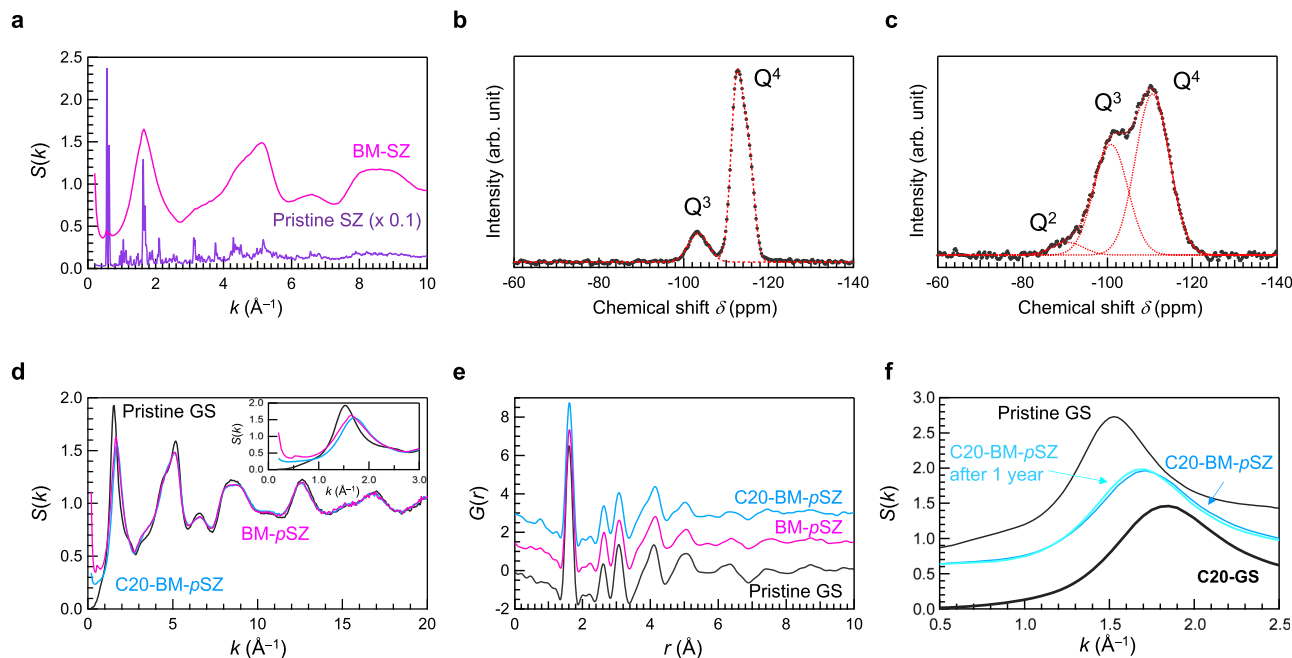 a
2.5
2.0
1.5
1.0
0.5
0.0
S(k)
BM-SZ
Pristine SZ (x 0.1)
0 2 4 6 8 10
k (Å⁻¹)
b
Intensity (arb. unit)
Q³
Q⁴
-60 -80 -100 -120 -140
Chemical shift δ (ppm)
c
Intensity (arb. unit)
Q²
Q³
Q⁴
-60 -80 -100 -120 -140
Chemical shift δ (ppm)
d
2.0
1.5
1.0
0.5
0.0
S(k)
Pristine GS
BM-pSZ
C20-BM-pSZ
0 5 10 15 20
k (Å⁻¹)
2.0
1.5
1.0
0.5
0.0
S(k)
0.0 1.0 2.0 3.0
k (Å⁻¹)
e
8
6
4
2
0
-2
G(r)
C20-BM-pSZ
BM-pSZ
Pristine GS
0 2 4 6 8 10
r (Å)
f
3.0
2.5
2.0
1.5
1.0
0.5
0.0
S(k)
Pristine GS
C20-BM-pSZ
after 1 year
C20-BM-pSZ
C20-GS
0.5 1.0 1.5 2.0 2.5
k (Å⁻¹)